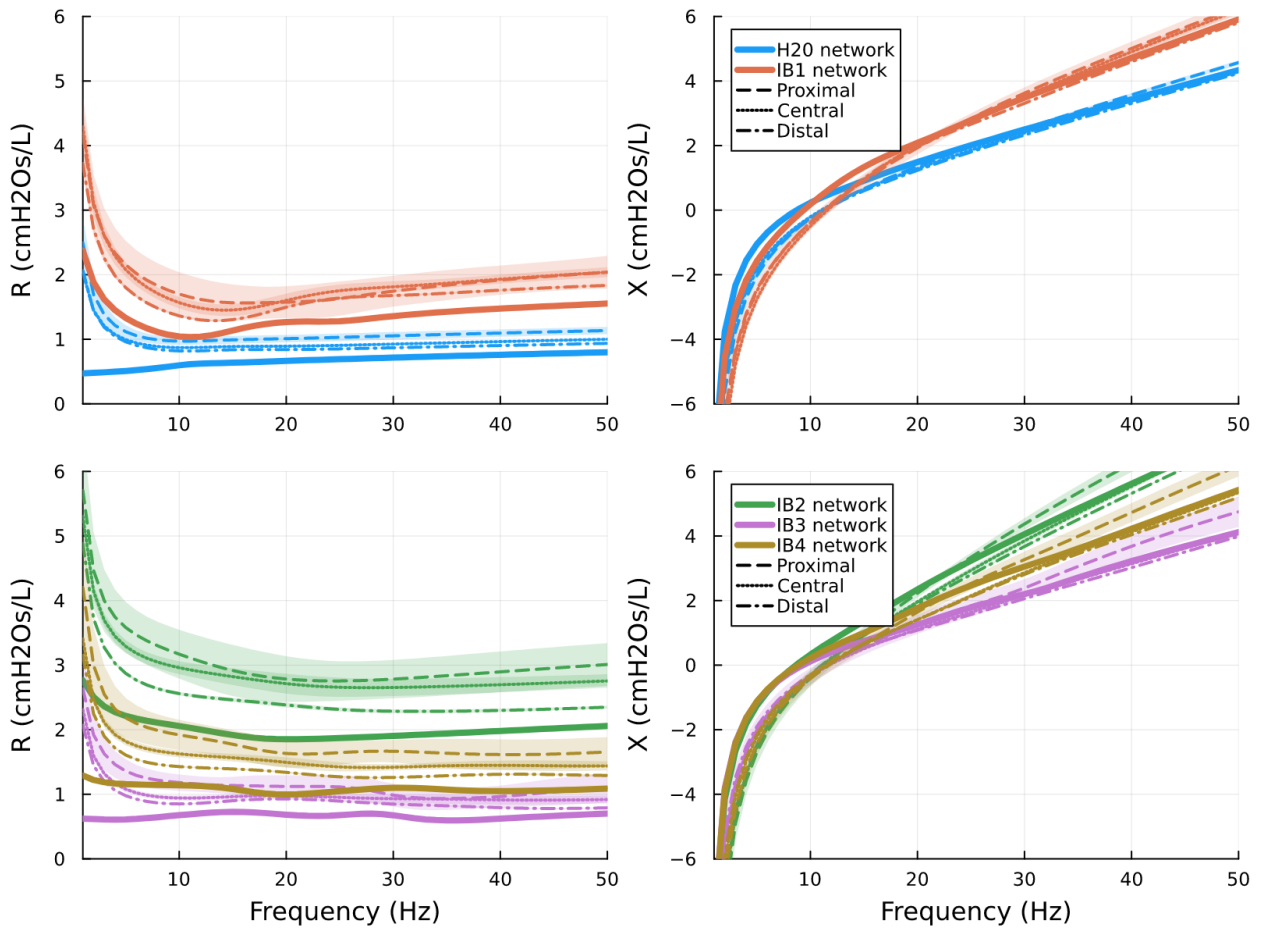 6
5
4
3
2
1
0
10
20
30
40
50
R (cmH2Os/L)
6
4
2
0
−2
−4
−6
10
20
30
40
50
X (cmH2Os/L)
H20 network
IB1 network
Proximal
Central
Distal
6
5
4
3
2
1
0
10
20
30
40
50
R (cmH2Os/L)
Frequency (Hz)
6
4
2
0
−2
−4
−6
10
20
30
40
50
X (cmH2Os/L)
IB2 network
IB3 network
IB4 network
Proximal
Central
Distal
Frequency (Hz)